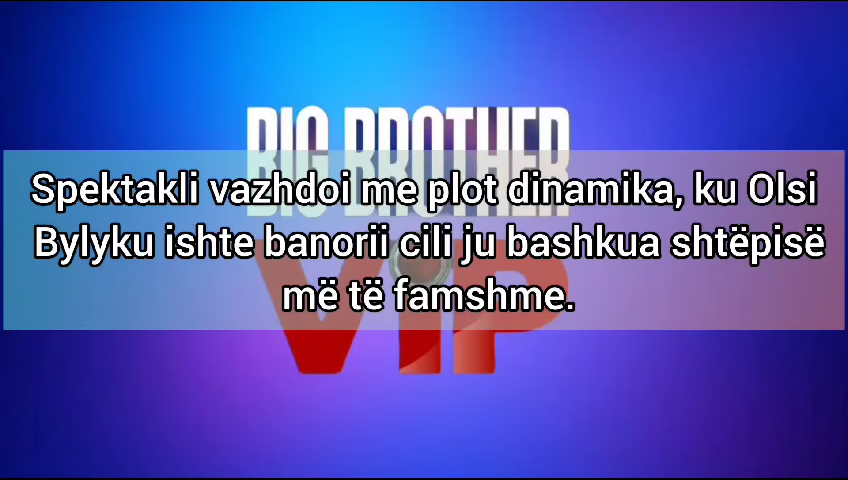 BIG BROTHER
Spektakli vazhdoi me plot dinamika, ku Olsi
Bylyku ishte banorii cili ju bashkua shtëpisë
më të famshme.
VIP